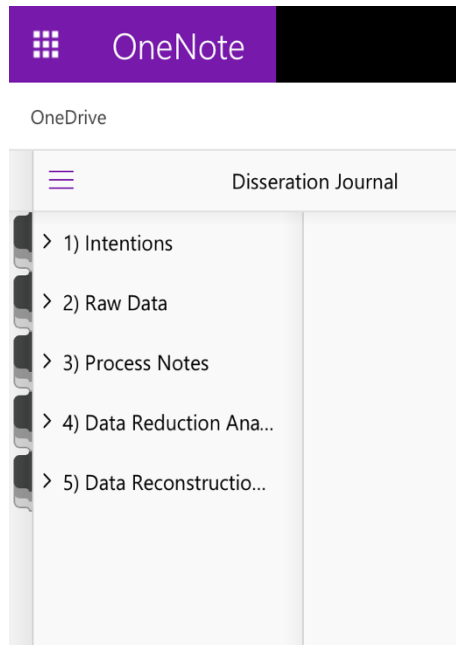 OneNote
OneDrive
Disseration Journal
1) Intentions
2) Raw Data
3) Process Notes
4) Data Reduction Ana...
5) Data Reconstructio...